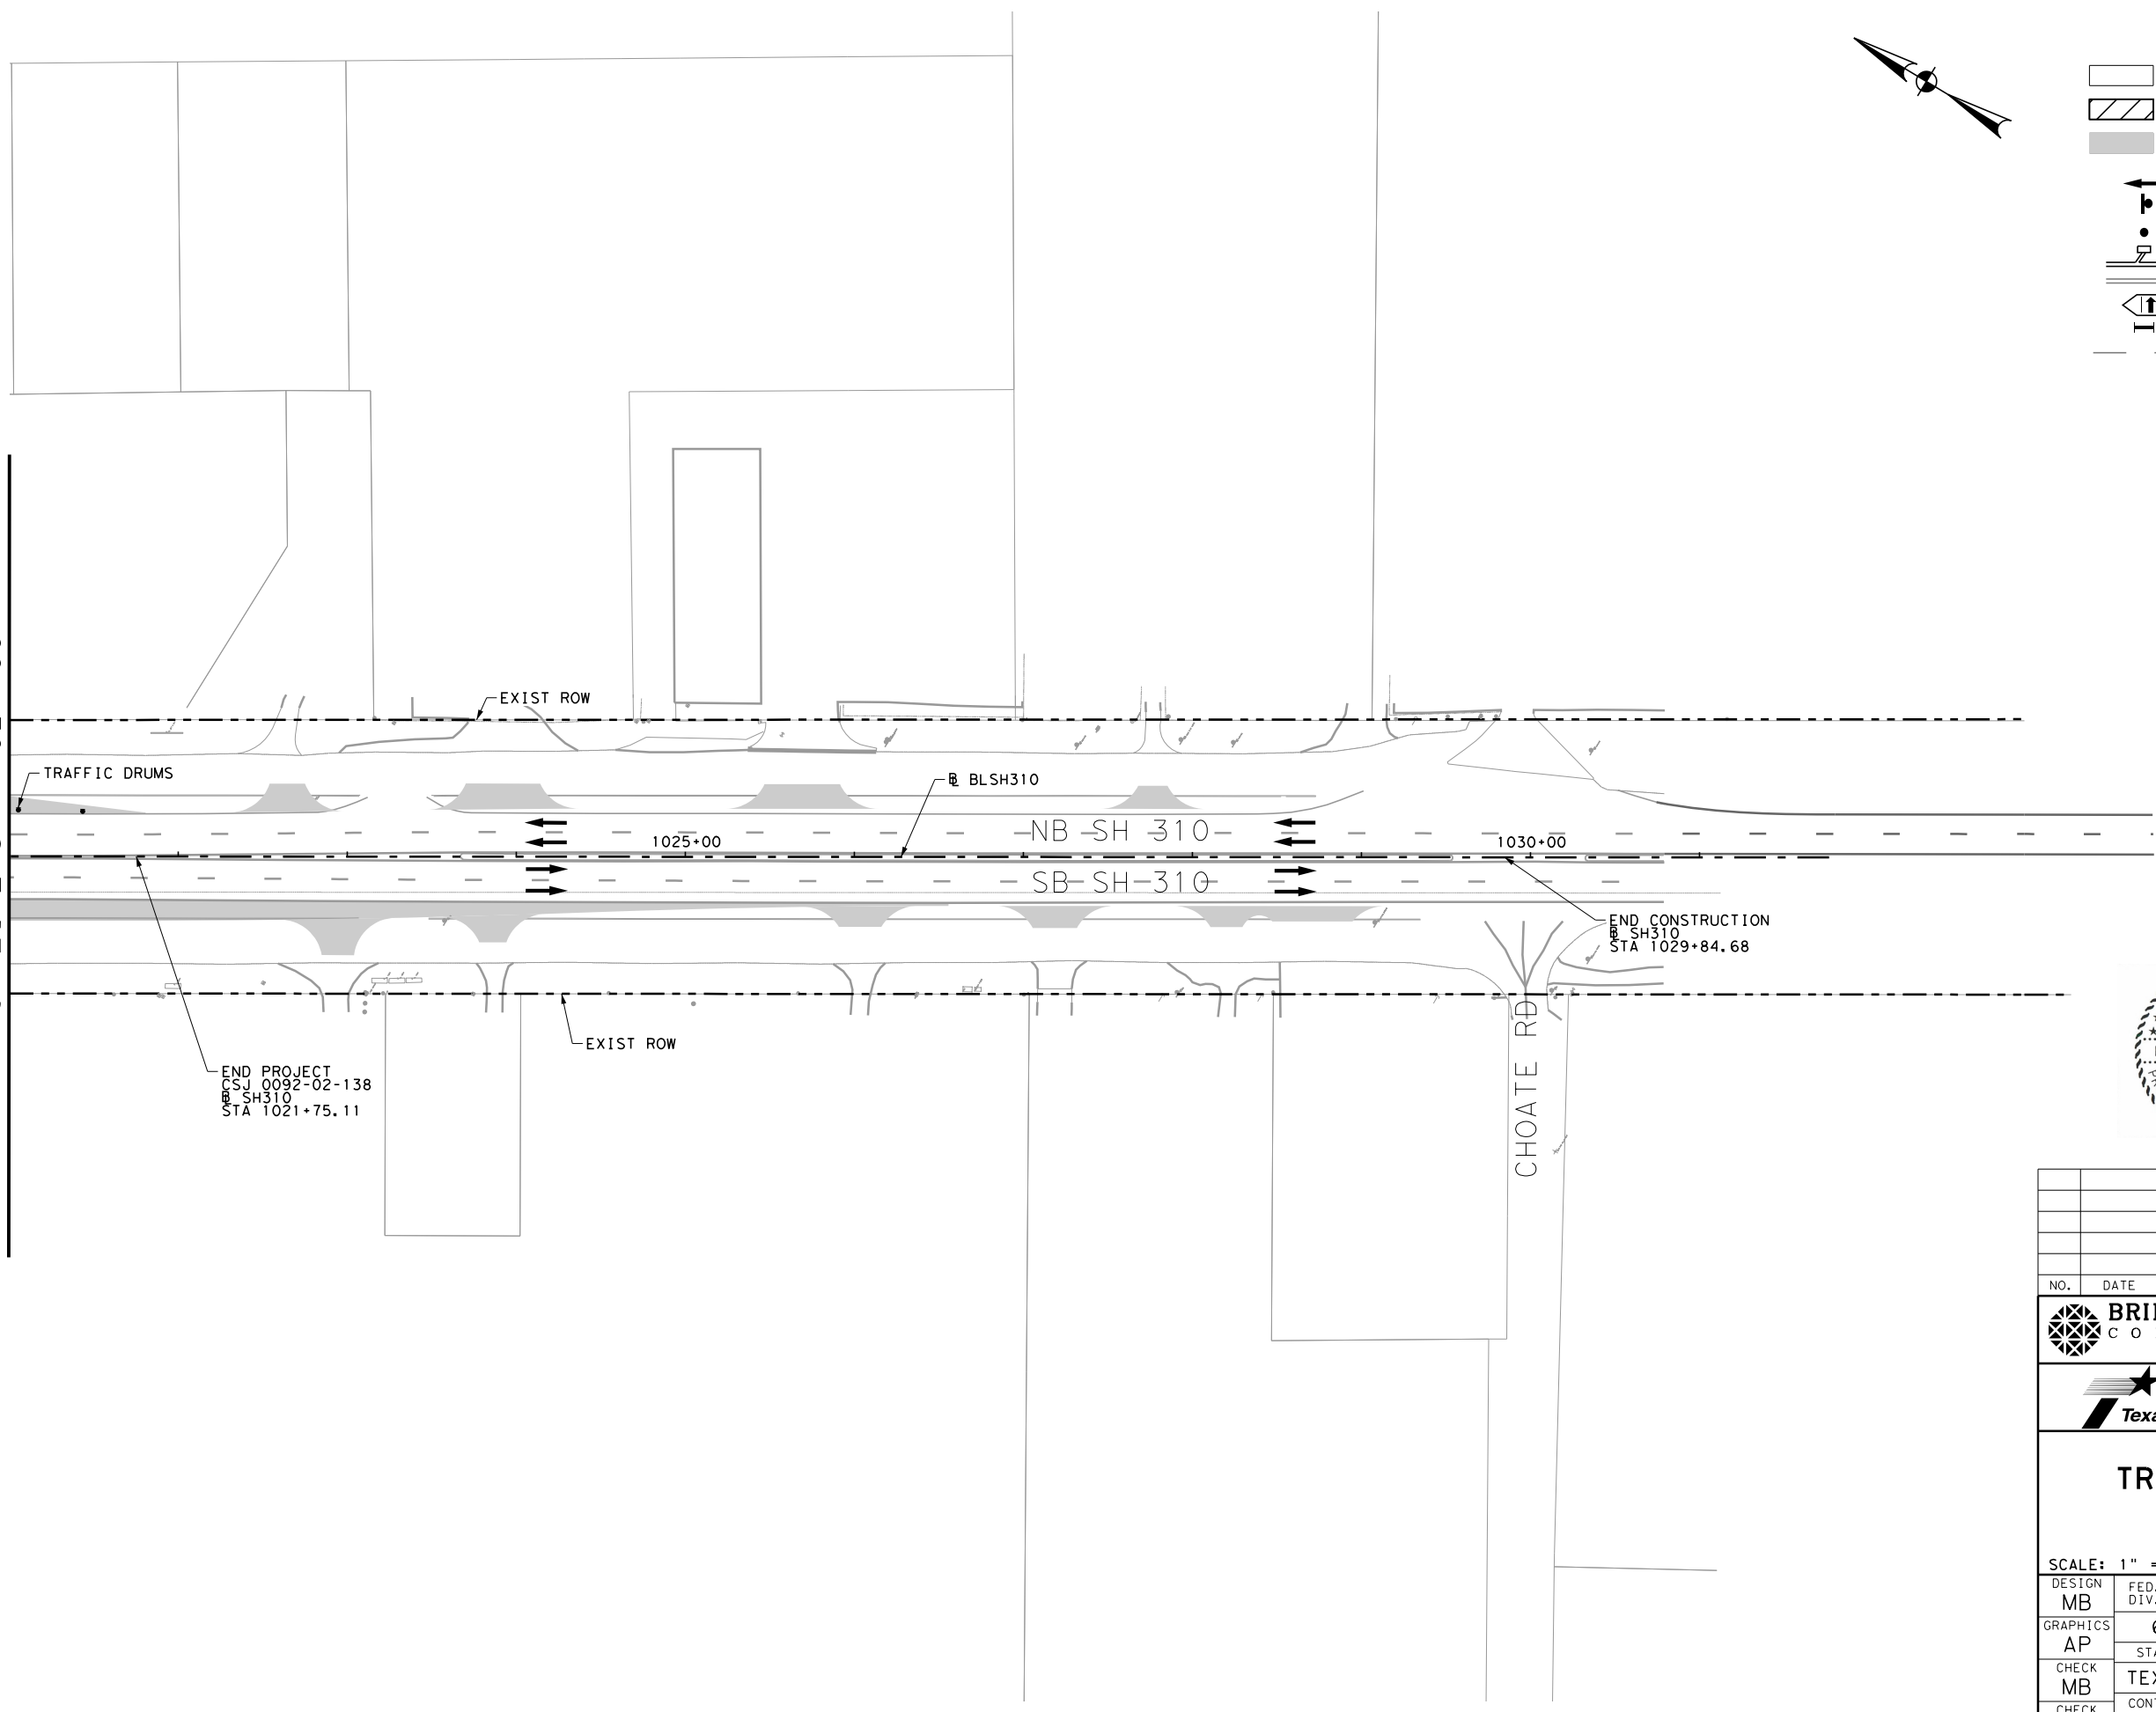 EXIST ROW
TRAFFIC DRUMS
BLSH310
NB SH 310
1025+00
1030+00
SB SH 310
END CONSTRUCTION
SH310
STA 1029+84.68
EXIST ROW
CHOATE RD
END PROJECT
CSJ 0092-02-138
SH310
STA 1021+75.11
NO. DATE
C O
SCALE: 1" =
DESIGN
MB
GRAPHICS
AP
CHECK
MB
CHECK